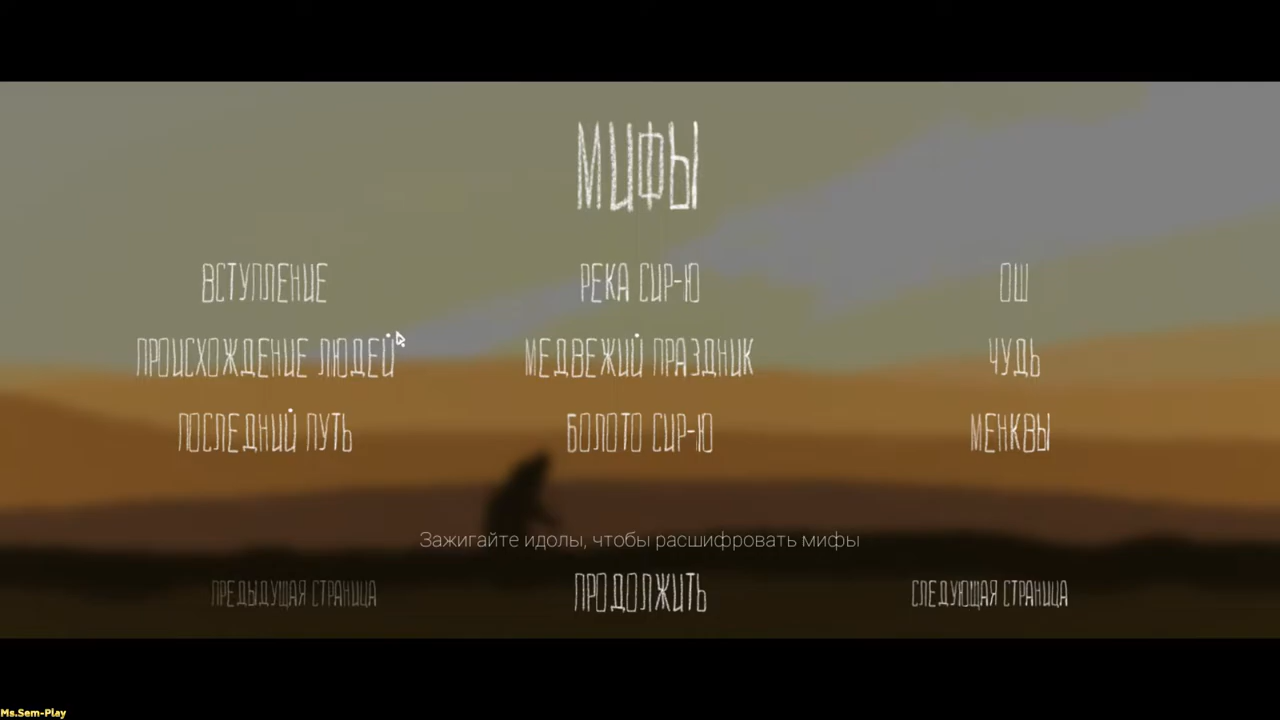 МИФЫ
ВСТУПЛЕНИЕ
РЕКА СИР-Ю
ОШ
ПРОИСХОЖДЕНИЕ ЛЮДЕЙ
МЕДВЕЖИЙ ПРАЗДНИК
ЧУДЬ
ПОСЛЕДНИЙ ПУТЬ
БОЛОТО СИР-Ю
МЕНКВЫ
Зажигайте идолы, чтобы расшифровать мифы
ПРЕДЫДУЩАЯ СТРАНИЦА
ПРОДОЛЖИТЬ
СЛЕДУЮЩАЯ СТРАНИЦА
Ms.Sem-Play